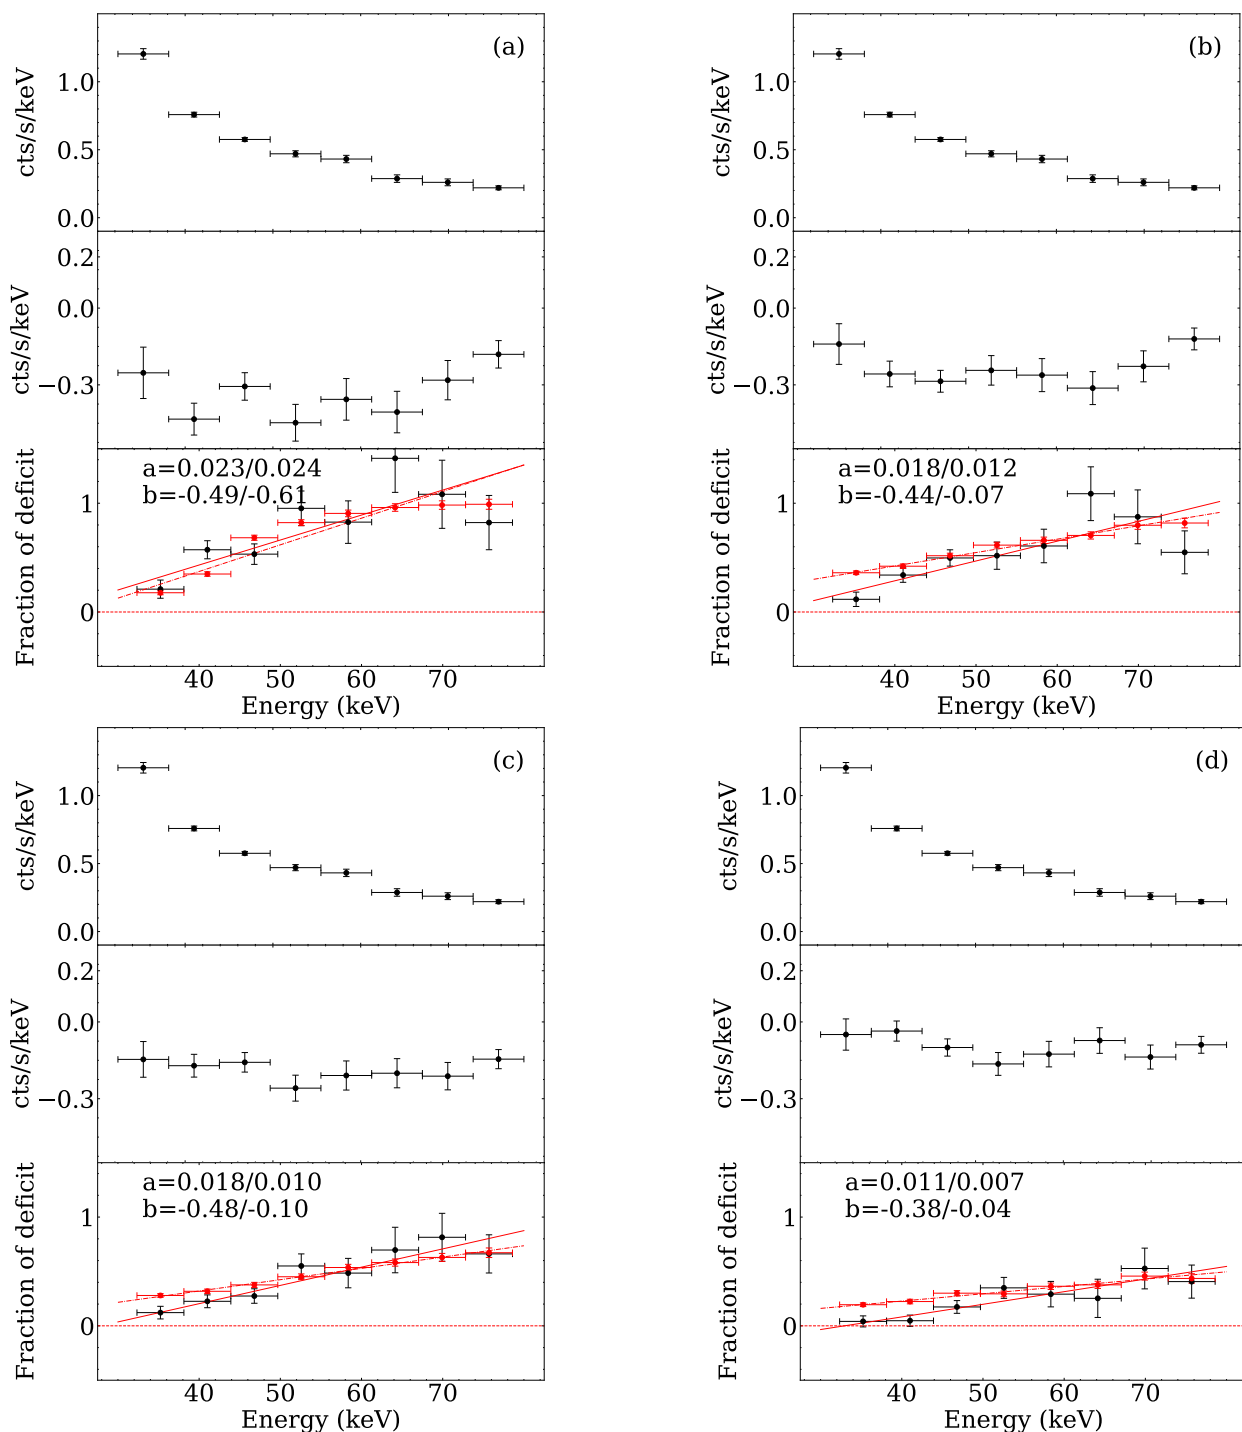 (a)
cts/s/keV
1.0
0.5
0.0
cts/s/keV
0.2
0.0
−0.3
Fraction of deficit
a=0.023/0.024
b=-0.49/-0.61
1
0
40 50 60 70
Energy (keV)
(b)
cts/s/keV
1.0
0.5
0.0
cts/s/keV
0.2
0.0
−0.3
Fraction of deficit
a=0.018/0.012
b=-0.44/-0.07
1
0
40 50 60 70
Energy (keV)
(c)
cts/s/keV
1.0
0.5
0.0
cts/s/keV
0.2
0.0
−0.3
Fraction of deficit
a=0.018/0.010
b=-0.48/-0.10
1
0
40 50 60 70
Energy (keV)
(d)
cts/s/keV
1.0
0.5
0.0
cts/s/keV
0.2
0.0
−0.3
Fraction of deficit
a=0.011/0.007
b=-0.38/-0.04
1
0
40 50 60 70
Energy (keV)